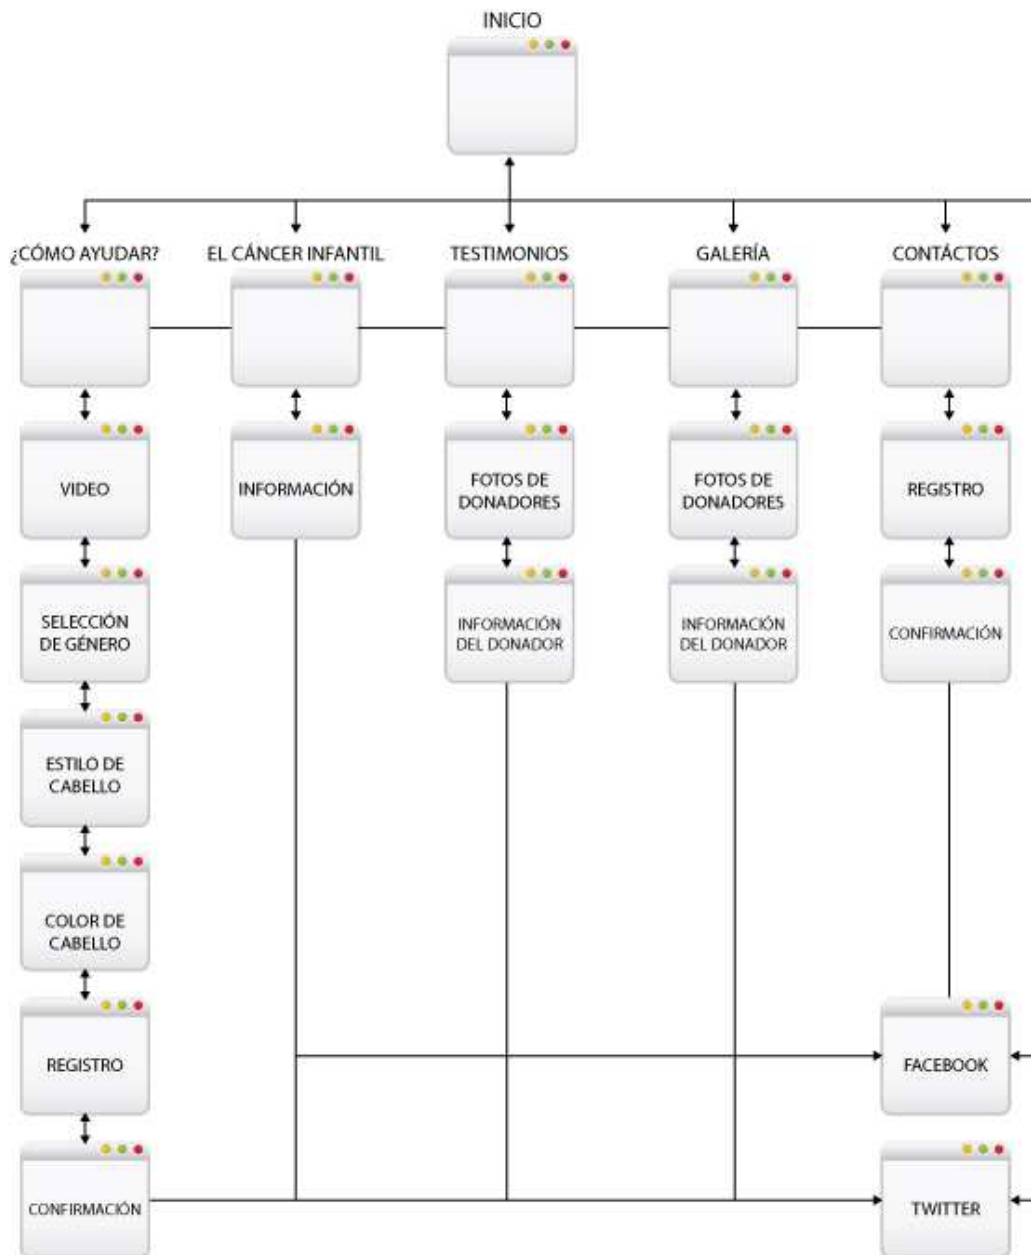 INICIO
¿CÓMO AYUDAR?
EL CÁNCER INFANTIL
TESTIMONIOS
GALERÍA
CONTÁCTOS
VIDEO
INFORMACIÓN
FOTOS DE
DONADORES
FOTOS DE
DONADORES
REGISTRO
SELECCIÓN
DE GÉNERO
INFORMACIÓN
DEL DONADOR
INFORMACIÓN
DEL DONADOR
CONFIRMACIÓN
ESTILO DE
CABELLO
COLOR DE
CABELLO
REGISTRO
FACEBOOK
CONFIRMACIÓN
TWITTER